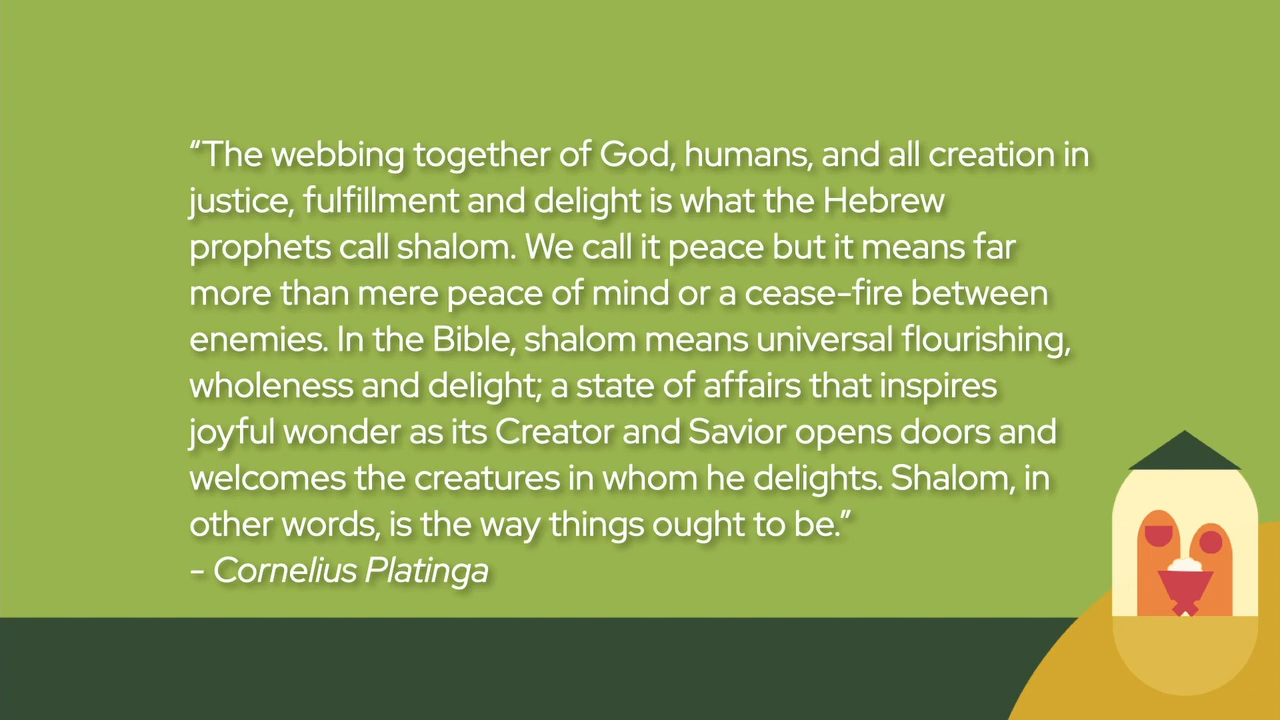 “The webbing together of God, humans, and all creation in
justice, fulfillment and delight is what the Hebrew
prophets call shalom. We call it peace but it means far
more than mere peace of mind or a cease-fire between
enemies. In the Bible, shalom means universal flourishing,
wholeness and delight; a state of affairs that inspires
joyful wonder as its Creator and Savior opens doors and
welcomes the creatures in whom he delights. Shalom, in
other words, is the way things ought to be.”
- Cornelius Platinga